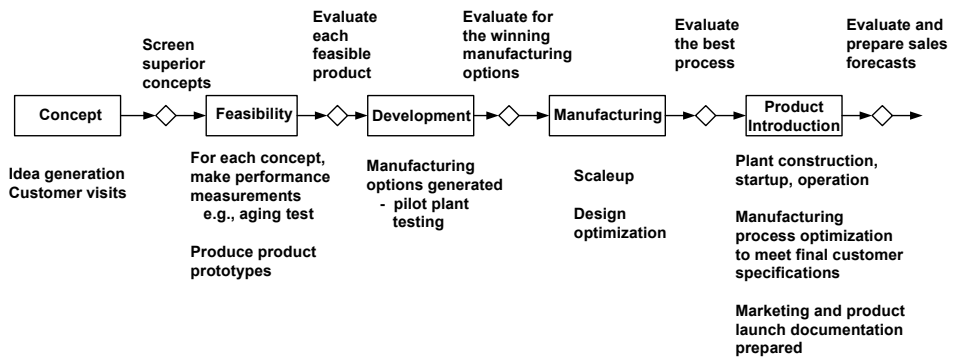 Screen
superior
concepts
Evaluate
each
feasible
product
Evaluate for
the winning
manufacturing
options
Evaluate
the best
process
Evaluate and
prepare sales
forecasts
Concept
Feasibility
Development
Manufacturing
Product
Introduction
Idea generation
Customer visits
For each concept,
make performance
measurements
e.g., aging test
Produce product
prototypes
Manufacturing
options generated
- pilot plant
testing
Scaleup
Design
optimization
Plant construction,
startup, operation
Manufacturing
process optimization
to meet final customer
specifications
Marketing and product
launch documentation
prepared